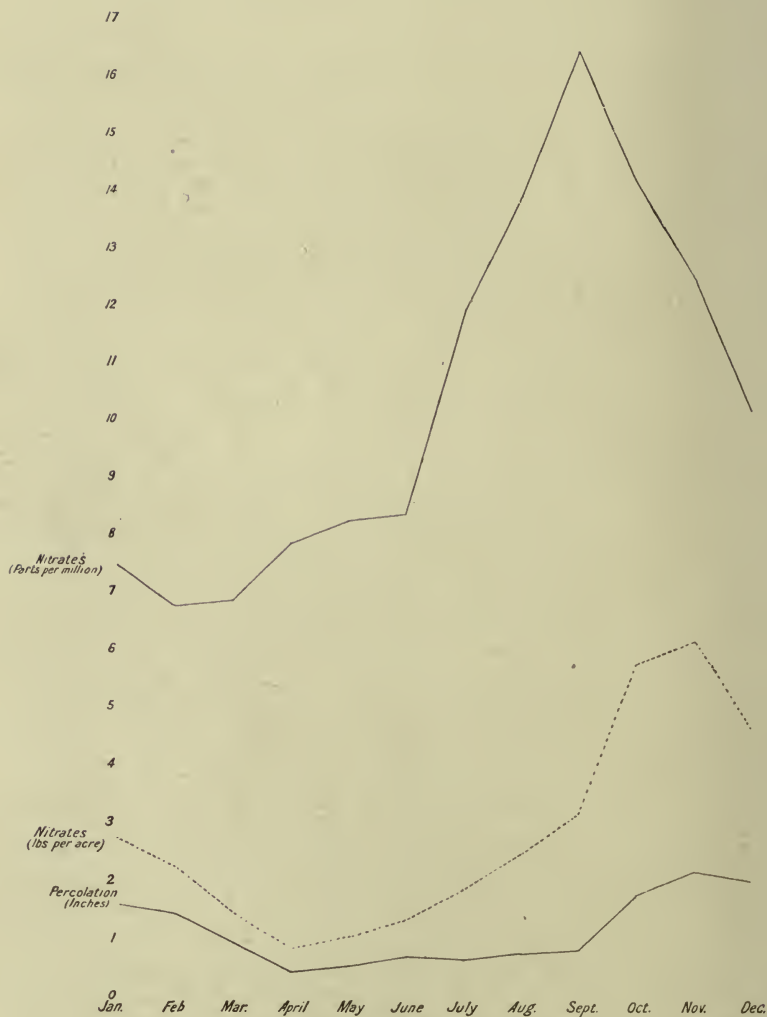 17
16
15
14
13
12
11
10
9
8
Nitrates
(Parts per million)
7
6
5
4
3
Nitrates
(lbs per acre)
2
Percolation
(Inches)
1
0
Jan. Feb Mar. April May June July Aug. Sept. Oct. Nov. Dec.